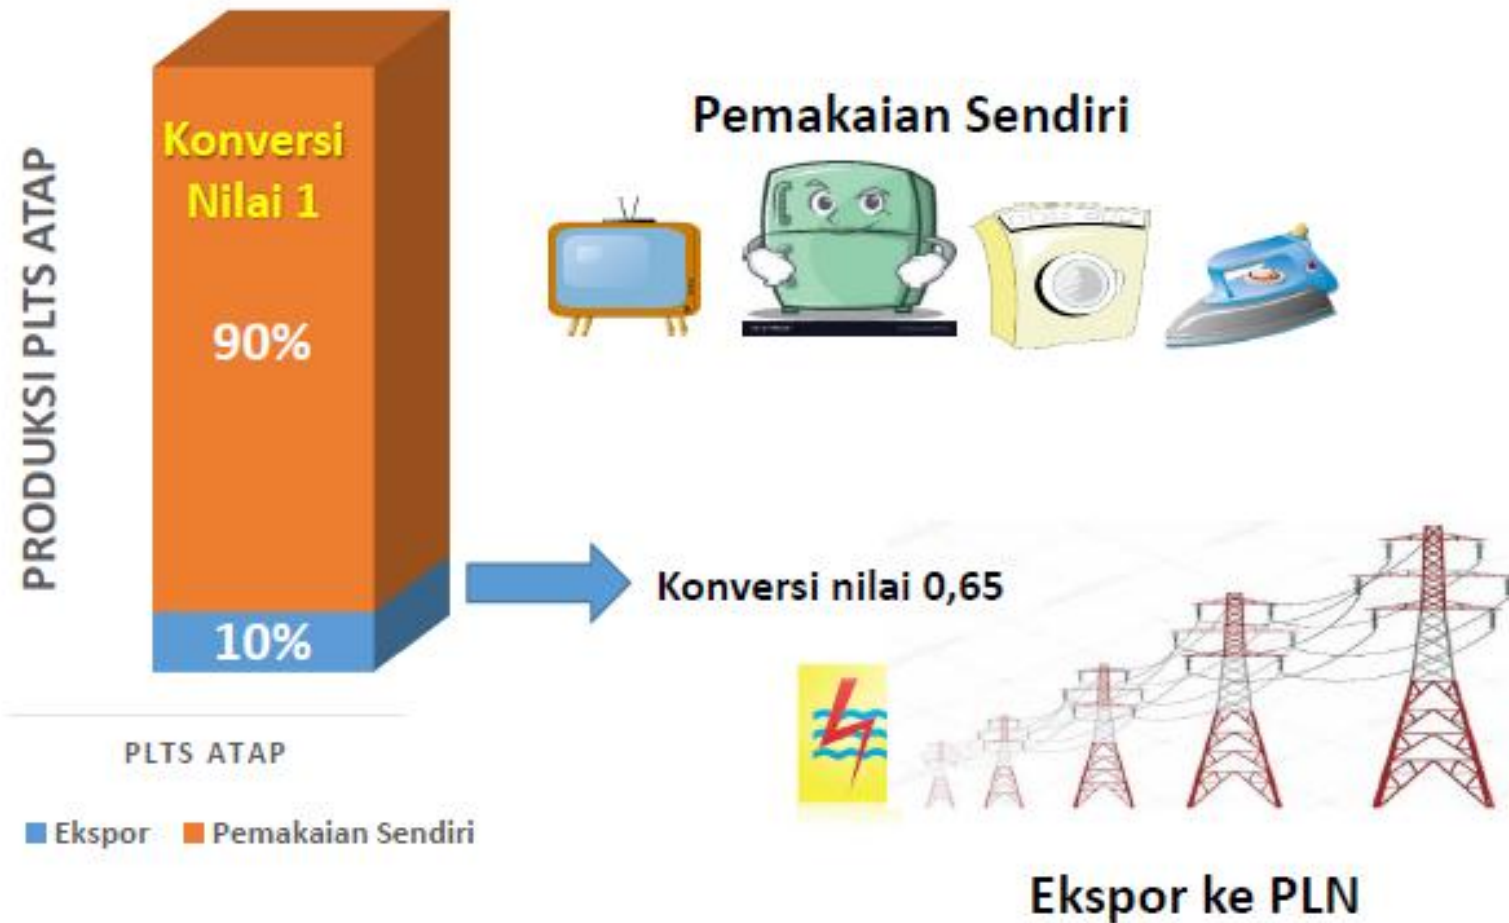 PRODUKSI PLTS ATAP
Konversi
Nilai 1
90%
10%
PLTS ATAP
Ekspor
Pemakaian Sendiri
Pemakaian Sendiri
Konversi nilai 0,65
Ekspor ke PLN